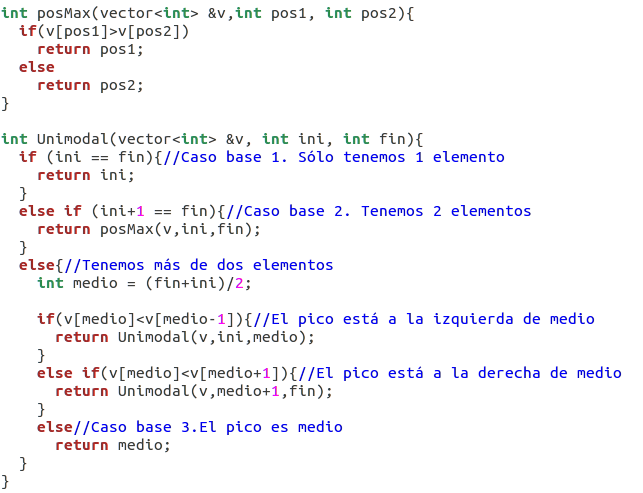 int posMax(vector<int> &v,int pos1, int pos2){
  if(v[pos1]>v[pos2])
    return pos1;
  else
    return pos2;
}

int Unimodal(vector<int> &v, int ini, int fin){
  if (ini == fin){//Caso base 1. Sólo tenemos 1 elemento
    return ini;
  }
  else if (ini+1 == fin){//Caso base 2. Tenemos 2 elementos
    return posMax(v,ini,fin);
  }
  else{//Tenemos más de dos elementos
    int medio = (fin+ini)/2;

    if(v[medio]<v[medio-1]){//El pico está a la izquierda de medio
      return Unimodal(v,ini,medio);
    }
    else if(v[medio]<v[medio+1]){//El pico está a la derecha de medio
      return Unimodal(v,medio+1,fin);
    }
    else//Caso base 3.El pico es medio
      return medio;
  }
}